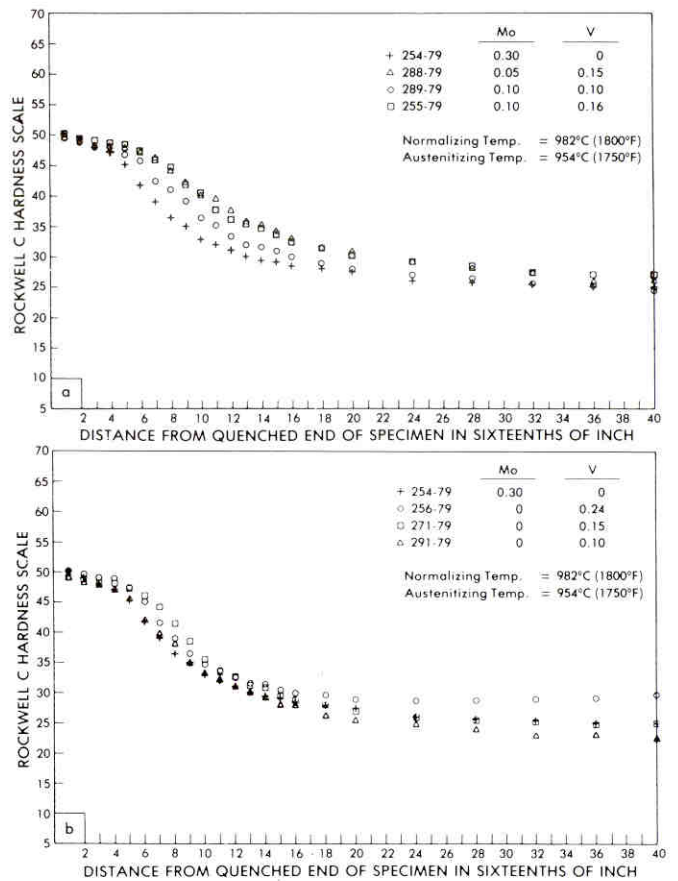 70
65
60
55
50
45
40
35
30
25
20
15
10
5
ROCKWELL C HARDNESS SCALE
Mo V
+ 254-79 0.30 0
△ 288-79 0.05 0.15
○ 289-79 0.10 0.10
□ 255-79 0.10 0.16
Normalizing Temp. = 982°C (1800°F)
Austenitizing Temp. = 954°C (1750°F)
a
2 4 6 8 10 12 14 16 18 20 22 24 26 28 30 32 34 36 38 40
DISTANCE FROM QUENCHED END OF SPECIMEN IN SIXTEENTHS OF INCH
70
65
60
55
50
45
40
35
30
25
20
15
10
5
ROCKWELL C HARDNESS SCALE
Mo V
+ 254-79 0.30 0
○ 256-79 0 0.24
□ 271-79 0 0.15
△ 291-79 0 0.10
Normalizing Temp. = 982°C (1800°F)
Austenitizing Temp. = 954°C (1750°F)
b
2 4 6 8 10 12 14 16 18 20 22 24 26 28 30 32 34 36 38 40
DISTANCE FROM QUENCHED END OF SPECIMEN IN SIXTEENTHS OF INCH